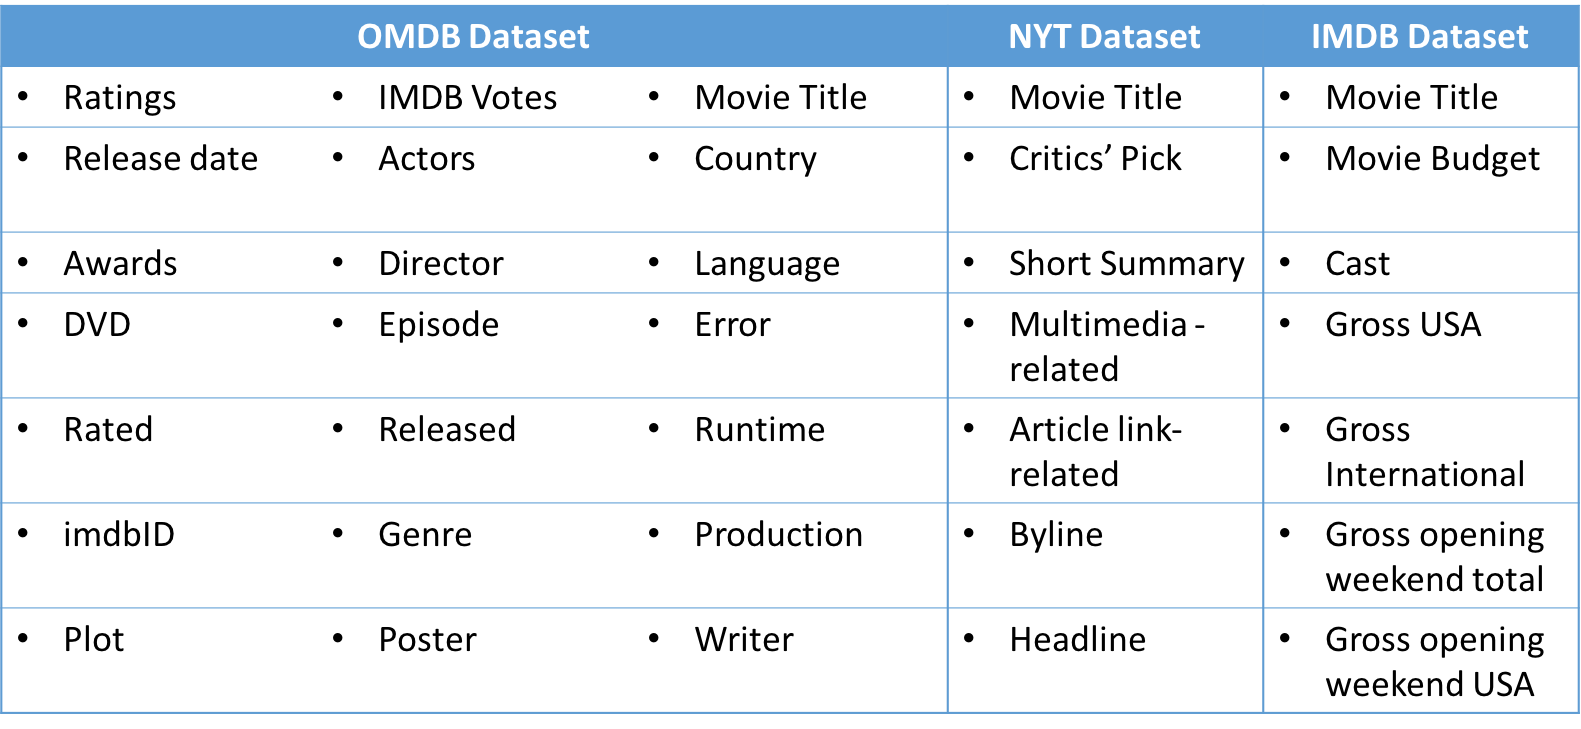 OMDB Dataset NYT Dataset IMDB Dataset
• Ratings • IMDB Votes • Movie Title • Movie Title • Movie Title
• Release date • Actors • Country • Critics’ Pick • Movie Budget
• Awards • Director • Language • Short Summary • Cast
• DVD • Episode • Error • Multimedia - • Gross USA
related
• Rated • Released • Runtime • Article link- • Gross
related International
• imdbID • Genre • Production • Byline • Gross opening
weekend total
• Plot • Poster • Writer • Headline • Gross opening
weekend USA